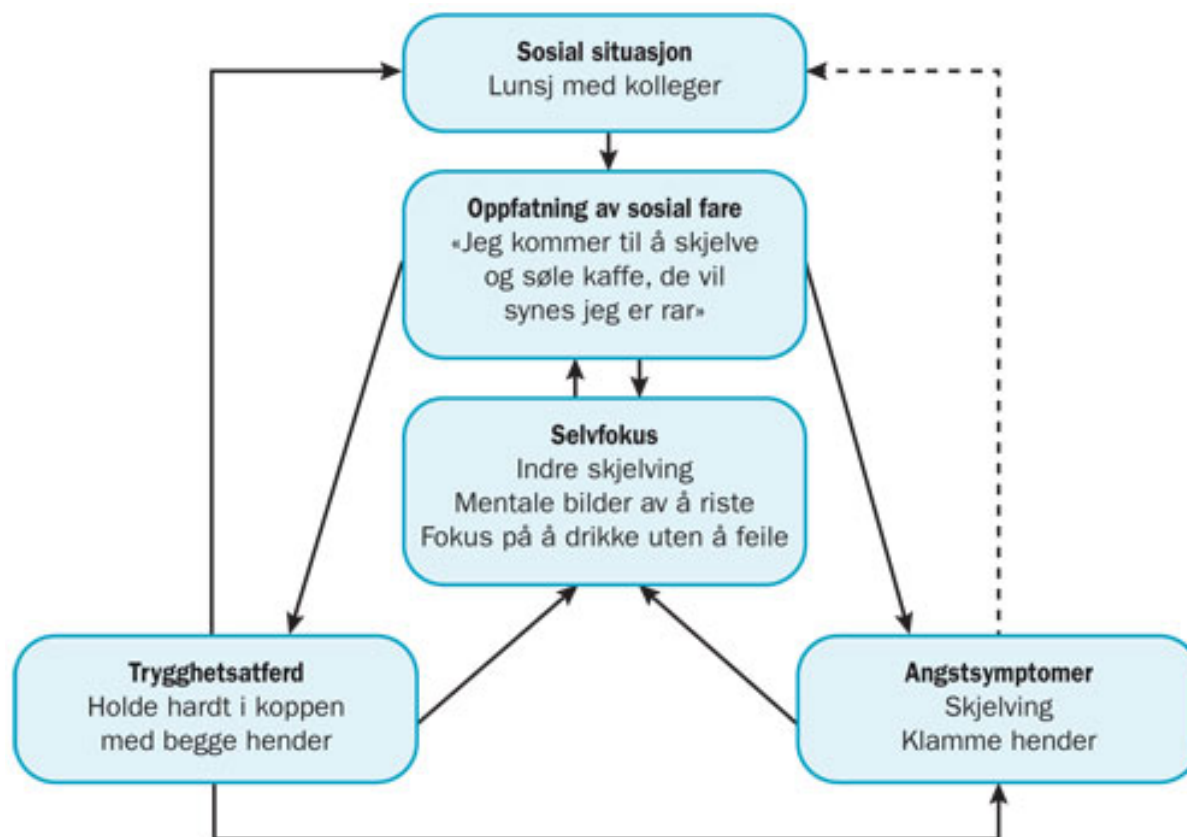 Sosial situasjon
Lunsj med kolleger
Oppfatning av sosial fare
«Jeg kommer til å skjelve
og søle kaffe, de vil
synes jeg er rar»
Selvfokus
Indre skjelving
Mentale bilder av å riste
Fokus på å drikke uten å feile
Trygghetsatferd
Holde hardt i koppen
med begge hender
Angstsymptomer
Skjelving
Klamme hender